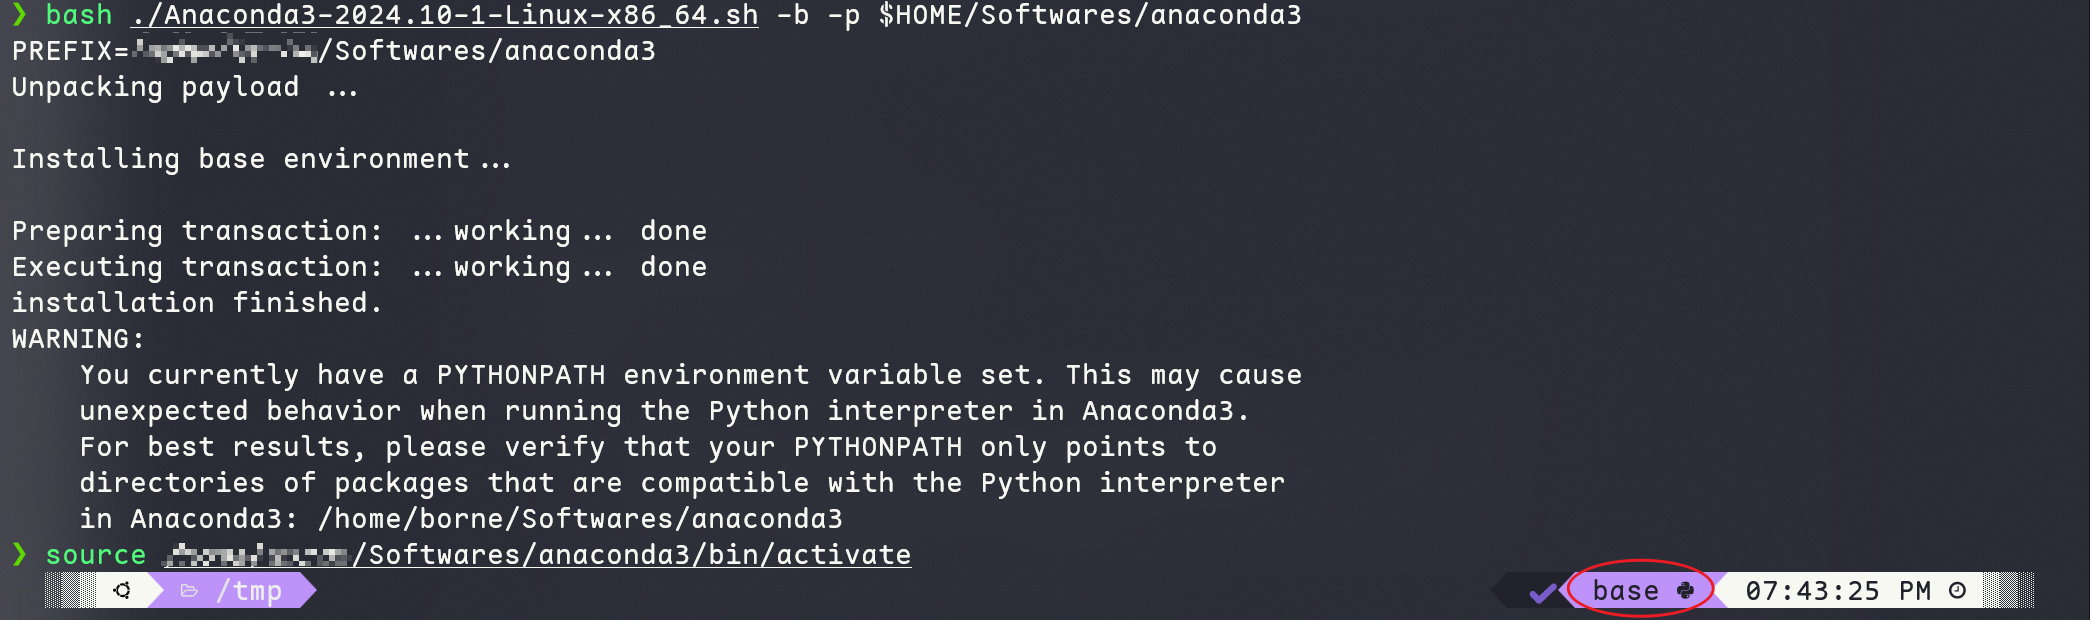 ❯ bash ./Anaconda3-2024.10-1-Linux-x86_64.sh -b -p $HOME/Softwares/anaconda3
PREFIX=/Softwares/anaconda3
Unpacking payload ...
Installing base environment...
Preparing transaction: ...working... done
Executing transaction: ...working... done
installation finished.
WARNING:
You currently have a PYTHONPATH environment variable set. This may cause
unexpected behavior when running the Python interpreter in Anaconda3.
For best results, please verify that your PYTHONPATH only points to
directories of packages that are compatible with the Python interpreter
in Anaconda3: /home/borne/Softwares/anaconda3
❯ source /Softwares/anaconda3/bin/activate
/tmp base 07:43:25 PM